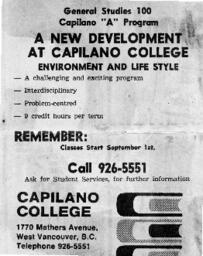 General Studies 100
Capilano "A" Program
A NEW DEVELOPMENT
AT CAPILANO COLLEGE
ENVIRONMENT AND LIFE STYLE
— A challenging and exciting program
— Interdisciplinary
— Problem-centred
— 9 credit hours per term
REMEMBER:
Classes Start September 1st.
Call 926-5551
Ask for Student Services, for further information
CAPILANO
COLLEGE
1770 Mathers Avenue,
West Vancouver, B.C.
Telephone 926-5551